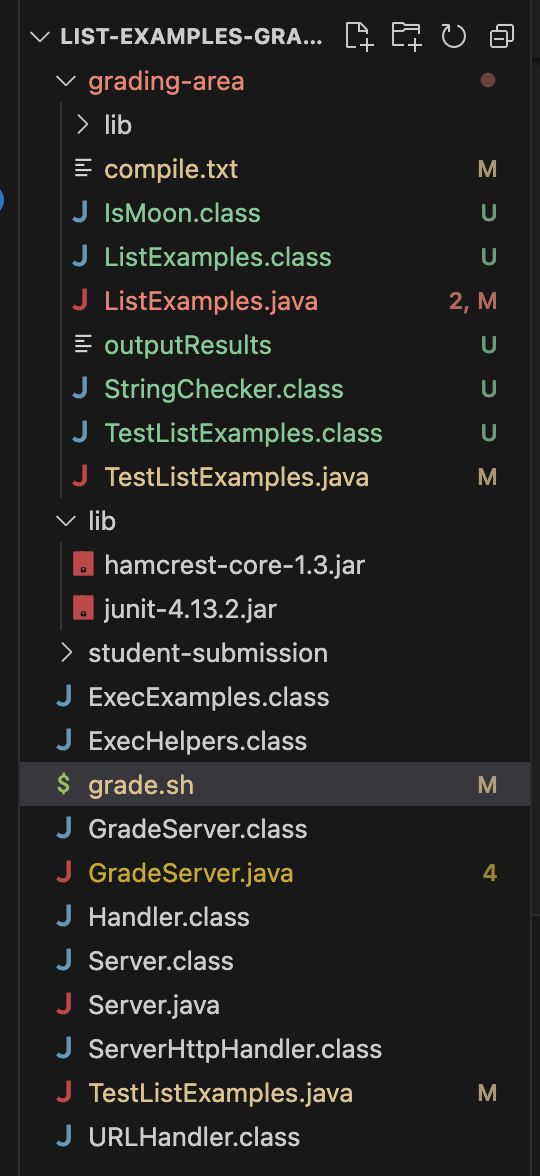 LIST-EXAMPLES-GRA...
grading-area
lib
compile.txt M
IsMoon.class U
ListExamples.class U
ListExamples.java 2, M
outputResults U
StringChecker.class U
TestListExamples.class U
TestListExamples.java M
lib
hamcrest-core-1.3.jar
junit-4.13.2.jar
student-submission
ExecExamples.class
ExecHelpers.class
$ grade.sh M
GradeServer.class
GradeServer.java 4
Handler.class
Server.class
Server.java
ServerHttpHandler.class
TestListExamples.java M
URLHandler.class